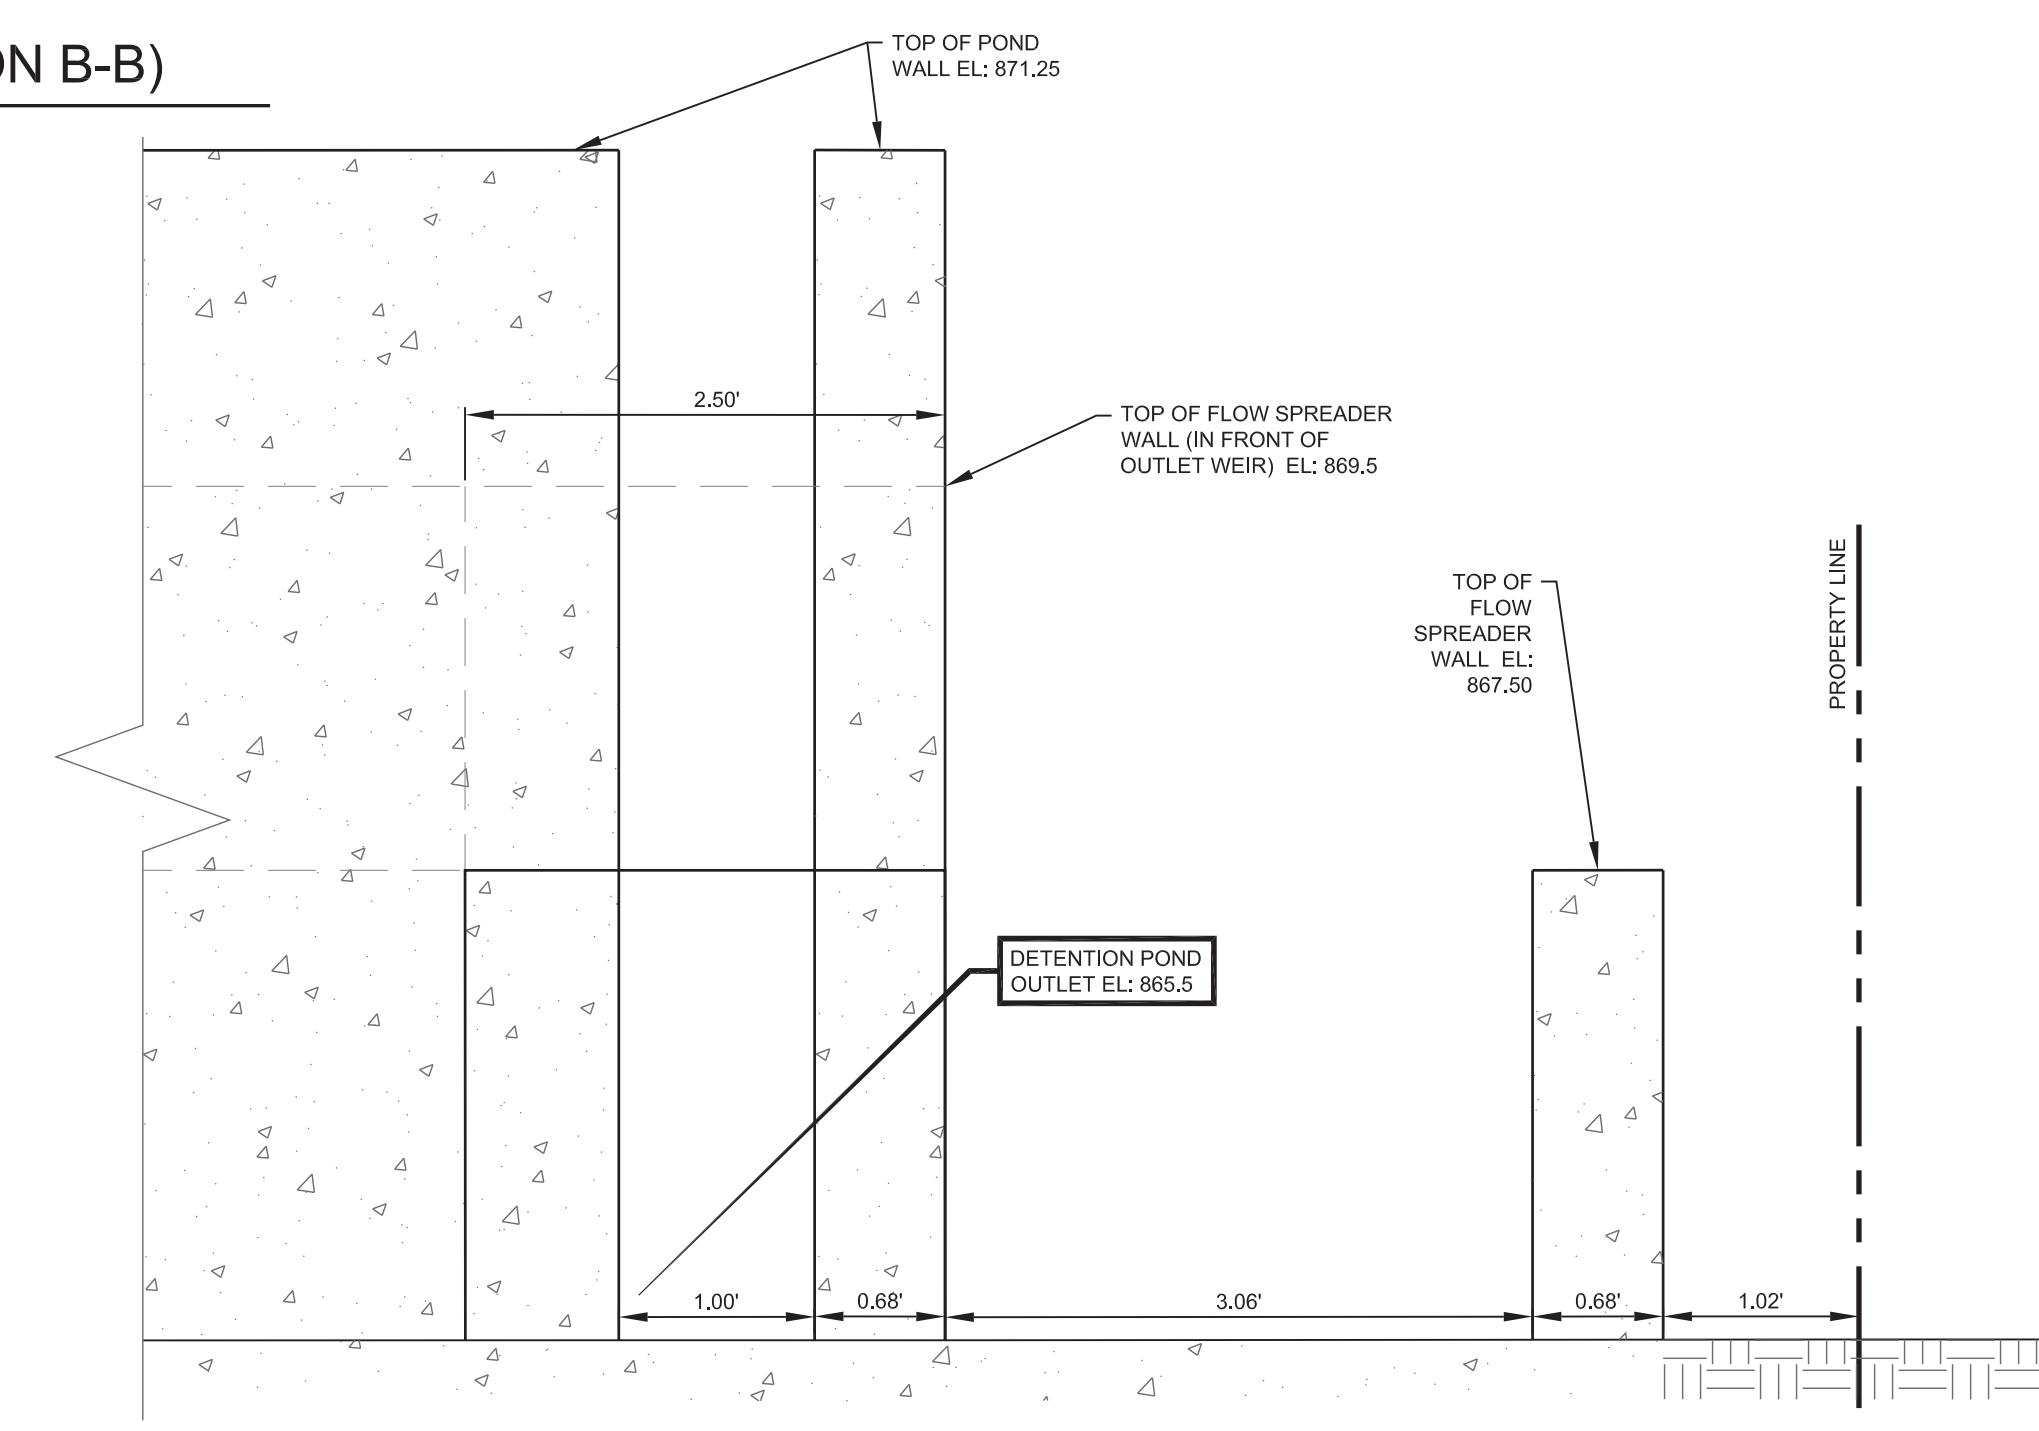 ON B-B)
TOP OF POND
WALL EL: 871.25
2.50'
TOP OF FLOW SPREADER
WALL (IN FRONT OF
OUTLET WEIR) EL: 869.5
TOP OF
FLOW
SPREADER
WALL EL:
867.50
PROPERTY LINE
DETENTION POND
OUTLET EL: 865.5
1.00'
0.68'
3.06'
0.68'
1.02'